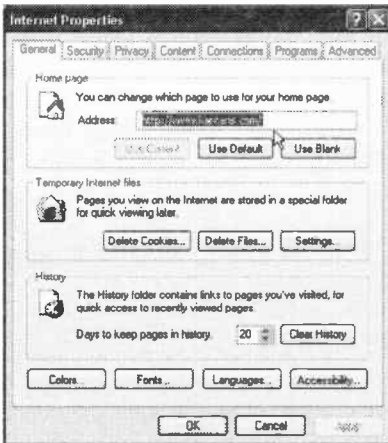 Internet Properties
General Security Privacy Content Connections Programs Advanced
Home page
You can change which page to use for your home page
Address:
Use Current Use Default Use Blank
Temporary Internet files
Pages you view on the Internet are stored in a special folder
for quick viewing later.
Delete Cookies... Delete Files... Settings...
History
The History folder contains links to pages you've visited, for
quick access to recently viewed pages.
Days to keep pages in history: 20 Clear History
Colors... Fonts... Languages... Accessibility...
OK Cancel Apply